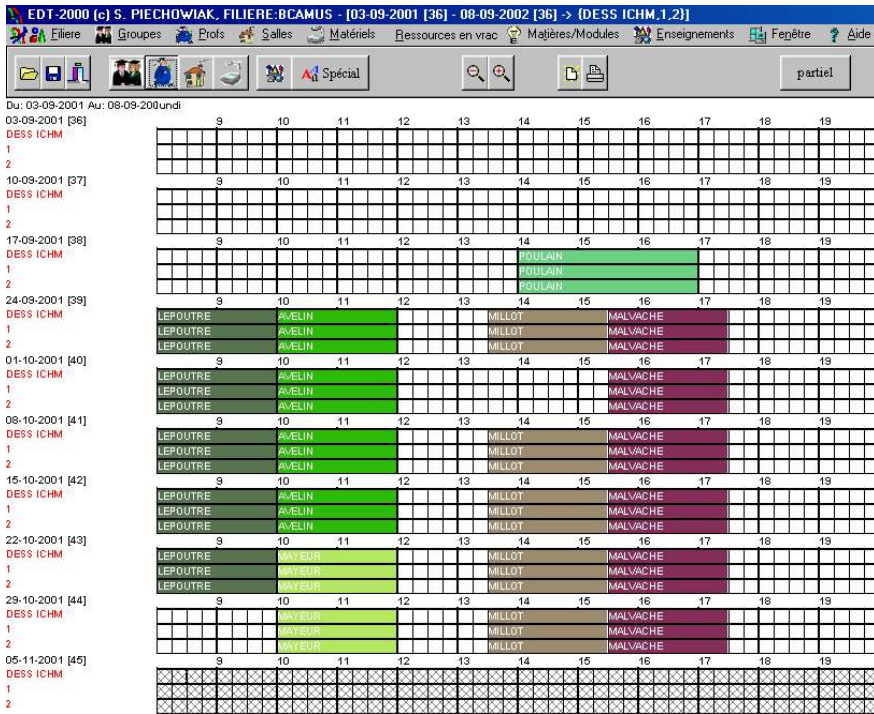 EDT-2000 (c) S. PIECHOWIAK, FILIERE:BCAMUS - [03-09-2001 [36] - 08-09-2002 [36] -> {DESS ICHM,1,2}]
Filiere Groupes Profs Salles Matériels Ressources en vrac Matières/Modules Enseignements Fenêtre Aide
Spécial partiel
Du: 03-09-2001 Au: 08-09-200undi
03-09-2001 [36] 9 10 11 12 13 14 15 16 17 18 19
DESS ICHM
1
2
10-09-2001 [37] 9 10 11 12 13 14 15 16 17 18 19
DESS ICHM
1
2
17-09-2001 [38] 9 10 11 12 13 14 15 16 17 18 19
DESS ICHM POULAIN
1 POULAIN
2 POULAIN
24-09-2001 [39] 9 10 11 12 13 14 15 16 17 18 19
DESS ICHM LEPOUTRE AVELIN MILLOT MALVACHE
1 LEPOUTRE AVELIN MILLOT MALVACHE
2 LEPOUTRE AVELIN MILLOT MALVACHE
01-10-2001 [40] 9 10 11 12 13 14 15 16 17 18 19
DESS ICHM LEPOUTRE AVELIN MALVACHE
1 LEPOUTRE AVELIN MALVACHE
2 LEPOUTRE AVELIN MALVACHE
08-10-2001 [41] 9 10 11 12 13 14 15 16 17 18 19
DESS ICHM LEPOUTRE AVELIN MILLOT MALVACHE
1 LEPOUTRE AVELIN MILLOT MALVACHE
2 LEPOUTRE AVELIN MILLOT MALVACHE
15-10-2001 [42] 9 10 11 12 13 14 15 16 17 18 19
DESS ICHM LEPOUTRE AVELIN MILLOT MALVACHE
1 LEPOUTRE AVELIN MILLOT MALVACHE
2 LEPOUTRE AVELIN MILLOT MALVACHE
22-10-2001 [43] 9 10 11 12 13 14 15 16 17 18 19
DESS ICHM LEPOUTRE MAYEUR MILLOT MALVACHE
1 LEPOUTRE MAYEUR MILLOT MALVACHE
2 LEPOUTRE MAYEUR MILLOT MALVACHE
29-10-2001 [44] 9 10 11 12 13 14 15 16 17 18 19
DESS ICHM MAYEUR MILLOT MALVACHE
1 MAYEUR MILLOT MALVACHE
2 MAYEUR MILLOT MALVACHE
05-11-2001 [45] 9 10 11 12 13 14 15 16 17 18 19
DESS ICHM
1
2